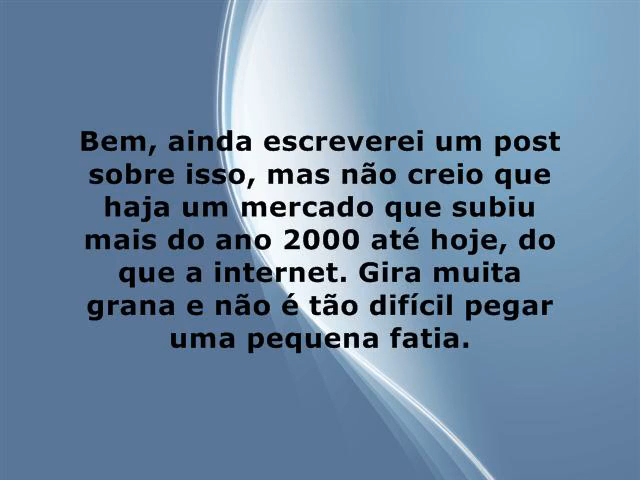 Bem, ainda escreverei um post
sobre isso, mas não creio que
haja um mercado que subiu
mais do ano 2000 até hoje, do
que a internet. Gira muita
grana e não é tão difícil pegar
uma pequena fatia.